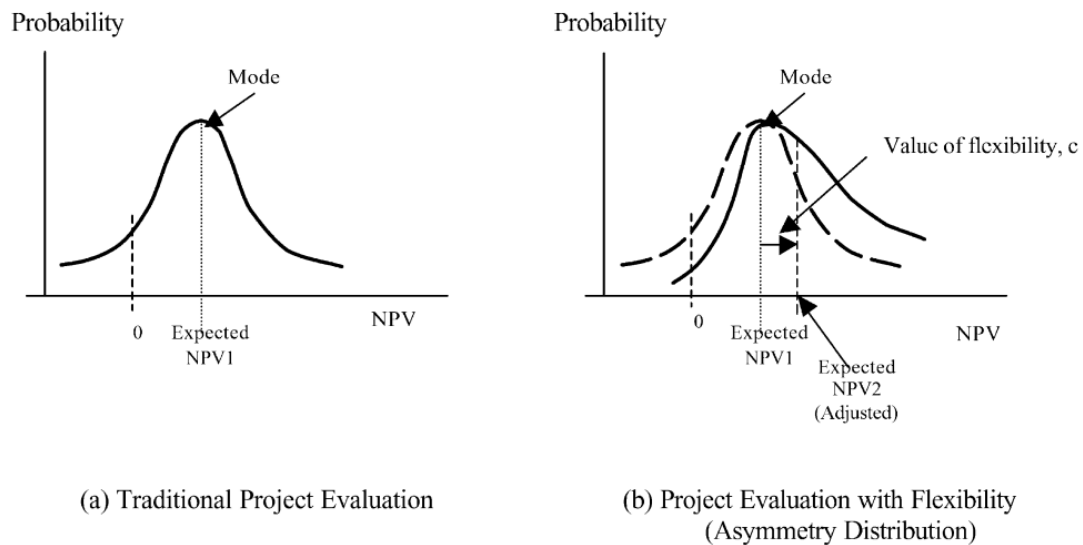 Probability
Mode
0
Expected
NPV1
NPV
(a) Traditional Project Evaluation
Probability
Mode
Value of flexibility, c
0
Expected
NPV1
NPV
Expected
NPV2
(Adjusted)
(b) Project Evaluation with Flexibility
(Asymmetry Distribution)